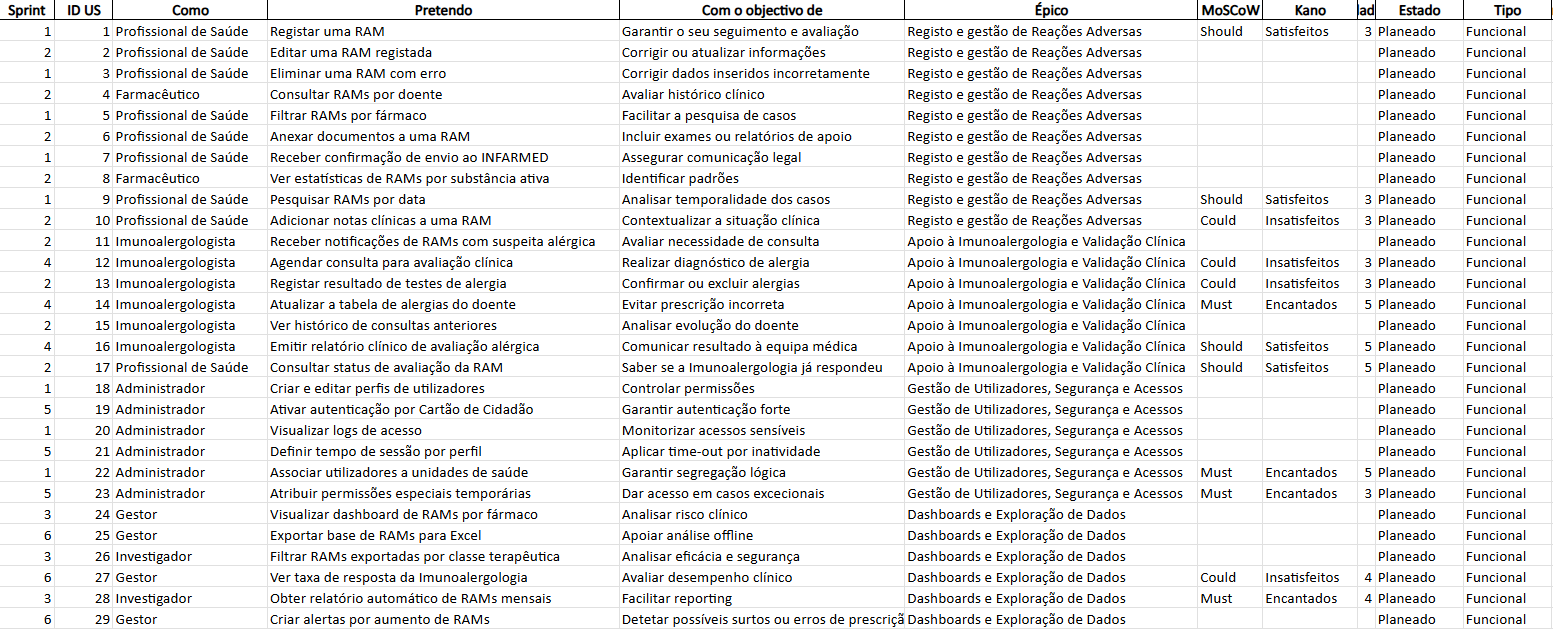 Sprint ID US Como Pretendo Com o objectivo de Épico MoSCoW Kano Estado Tipo
1 1 Profissional de Saúde Registar uma RAM Garantir o seu seguimento e avaliação Registo e gestão de Reações Adversas Should Satisfeitos 3 Planeado Funcional
2 2 Profissional de Saúde Editar uma RAM registada Corrigir ou atualizar informações Registo e gestão de Reações Adversas Planeado Funcional
1 3 Profissional de Saúde Eliminar uma RAM com erro Corrigir dados inseridos incorretamente Registo e gestão de Reações Adversas Planeado Funcional
2 4 Farmacêutico Consultar RAMs por doente Avaliar histórico clínico Registo e gestão de Reações Adversas Planeado Funcional
1 5 Profissional de Saúde Filtrar RAMs por fármaco Facilitar a pesquisa de casos Registo e gestão de Reações Adversas Planeado Funcional
2 6 Profissional de Saúde Anexar documentos a uma RAM Incluir exames ou relatórios de apoio Registo e gestão de Reações Adversas Planeado Funcional
1 7 Profissional de Saúde Receber confirmação de envio ao INFARMED Assegurar comunicação legal Registo e gestão de Reações Adversas Planeado Funcional
2 8 Farmacêutico Ver estatísticas de RAMs por substância ativa Identificar padrões Registo e gestão de Reações Adversas Planeado Funcional
1 9 Profissional de Saúde Pesquisar RAMs por data Analisar temporalidade dos casos Registo e gestão de Reações Adversas Should Satisfeitos 3 Planeado Funcional
2 10 Profissional de Saúde Adicionar notas clínicas a uma RAM Contextualizar a situação clínica Registo e gestão de Reações Adversas Could Insatisfeitos 3 Planeado Funcional
2 11 Imunoalergologista Receber notificações de RAMs com suspeita alérgica Avaliar necessidade de consulta Apoio à Imunoalergologia e Validação Clínica Planeado Funcional
4 12 Imunoalergologista Agendar consulta para avaliação clínica Realizar diagnóstico de alergia Apoio à Imunoalergologia e Validação Clínica Could Insatisfeitos 3 Planeado Funcional
2 13 Imunoalergologista Registar resultado de testes de alergia Confirmar ou excluir alergias Apoio à Imunoalergologia e Validação Clínica Could Insatisfeitos 3 Planeado Funcional
4 14 Imunoalergologista Atualizar a tabela de alergias do doente Evitar prescrição incorreta Apoio à Imunoalergologia e Validação Clínica Must Encantados 5 Planeado Funcional
2 15 Imunoalergologista Ver histórico de consultas anteriores Analisar evolução do doente Apoio à Imunoalergologia e Validação Clínica Planeado Funcional
4 16 Imunoalergologista Emitir relatório clínico de avaliação alérgica Comunicar resultado à equipa médica Apoio à Imunoalergologia e Validação Clínica Should Satisfeitos 5 Planeado Funcional
2 17 Profissional de Saúde Consultar status de avaliação da RAM Saber se a Imunoalergologia já respondeu Apoio à Imunoalergologia e Validação Clínica Should Satisfeitos 5 Planeado Funcional
1 18 Administrador Criar e editar perfis de utilizadores Controlar permissões Gestão de Utilizadores, Segurança e Acessos Planeado Funcional
5 19 Administrador Ativar autenticação por Cartão de Cidadão Garantir autenticação forte Gestão de Utilizadores, Segurança e Acessos Planeado Funcional
1 20 Administrador Visualizar logs de acesso Monitorizar acessos sensíveis Gestão de Utilizadores, Segurança e Acessos Planeado Funcional
5 21 Administrador Definir tempo de sessão por perfil Aplicar time-out por inatividade Gestão de Utilizadores, Segurança e Acessos Planeado Funcional
1 22 Administrador Associar utilizadores a unidades de saúde Garantir segregação lógica Gestão de Utilizadores, Segurança e Acessos Must Encantados 5 Planeado Funcional
5 23 Administrador Atribuir permissões especiais temporárias Dar acesso em casos excecionais Gestão de Utilizadores, Segurança e Acessos Must Encantados 3 Planeado Funcional
3 24 Gestor Visualizar dashboard de RAMs por fármaco Analisar risco clínico Dashboards e Exploração de Dados Planeado Funcional
6 25 Gestor Exportar base de RAMs para Excel Apoiar análise offline Dashboards e Exploração de Dados Planeado Funcional
3 26 Investigador Filtrar RAMs exportadas por classe terapêutica Analisar eficácia e segurança Dashboards e Exploração de Dados Planeado Funcional
6 27 Gestor Ver taxa de resposta da Imunoalergologia Avaliar desempenho clínico Dashboards e Exploração de Dados Could Insatisfeitos 4 Planeado Funcional
3 28 Investigador Obter relatório automático de RAMs mensais Facilitar reporting Dashboards e Exploração de Dados Must Encantados 4 Planeado Funcional
6 29 Gestor Criar alertas por aumento de RAMs Detetar possíveis surtos ou erros de prescriçã Dashboards e Exploração de Dados Planeado Funcional